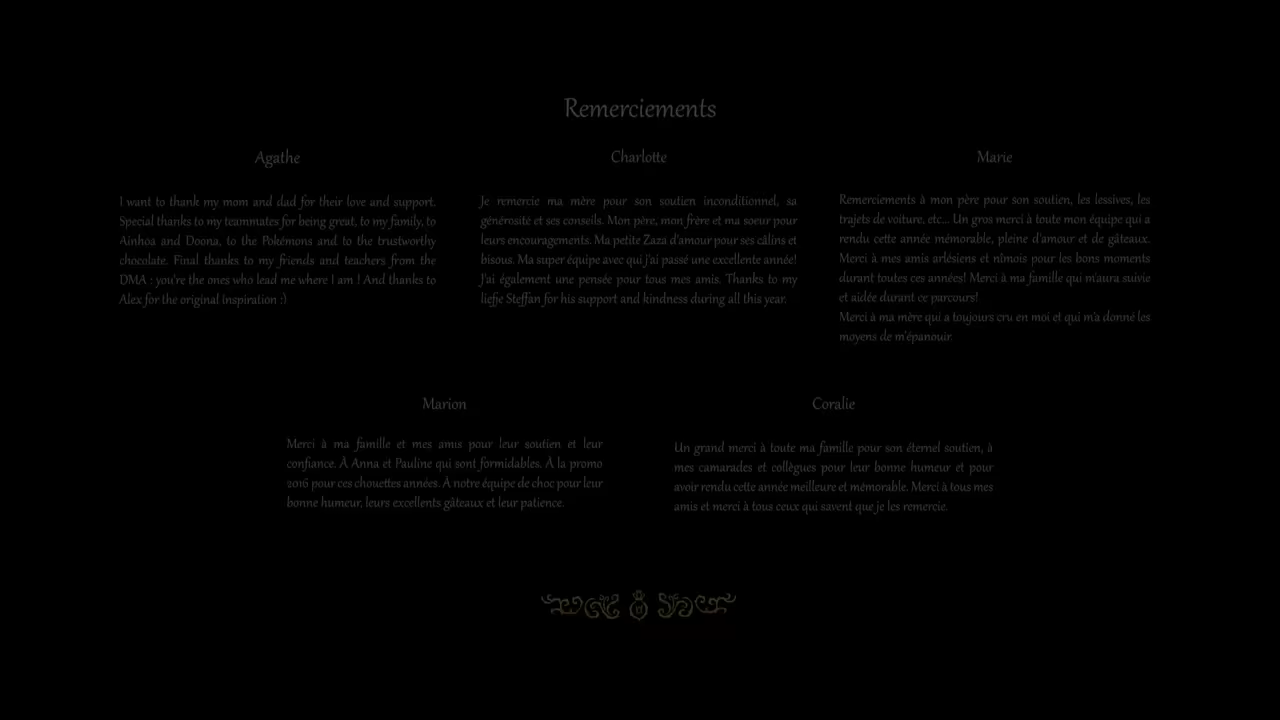 Remerciements
Agathe
I want to thank my mom and dad for their love and support.
Special thanks to my teammates for being great, to my family, to
Ainhoa and Doona, to the Pokémons and to the trustworthy
chocolate. Final thanks to my friends and teachers from the
DMA : you're the ones who lead me where I am ! And thanks to
Alex for the original inspiration :)
Charlotte
Je remercie ma mère pour son soutien inconditionnel, sa
générosité et ses conseils. Mon père, mon frère et ma soeur pour
leurs encouragements. Ma petite Zaza d'amour pour ses câlins et
bisous. Ma super équipe avec qui j'ai passé une excellente année!
J'ai également une pensée pour tous mes amis. Thanks to my
lieffe Steffan for his support and kindness during all this year.
Marie
Remerciements à mon père pour son soutien, les lessives, les
trajets de voiture, etc... Un gros merci à toute mon équipe qui a
rendu cette année mémorable, pleine d'amour et de gâteaux.
Merci à mes amis arlésiens et nîmois pour les bons moments
durant toutes ces années! Merci à ma famille qui m'aura suivie
et aidée durant ce parcours!
Merci à ma mère qui a toujours cru en moi et qui m'a donné les
moyens de m'épanouir.
Marion
Merci à ma famille et mes amis pour leur soutien et leur
confiance. À Anna et Pauline qui sont formidables. À la promo
2016 pour ces chouettes années. À notre équipe de choc pour leur
bonne humeur, leurs excellents gâteaux et leur patience.
Coralie
Un grand merci à toute ma famille pour son éternel soutien, à
mes camarades et collègues pour leur bonne humeur et pour
avoir rendu cette année meilleure et mémorable. Merci à tous mes
amis et merci à tous ceux qui savent que je les remercie.